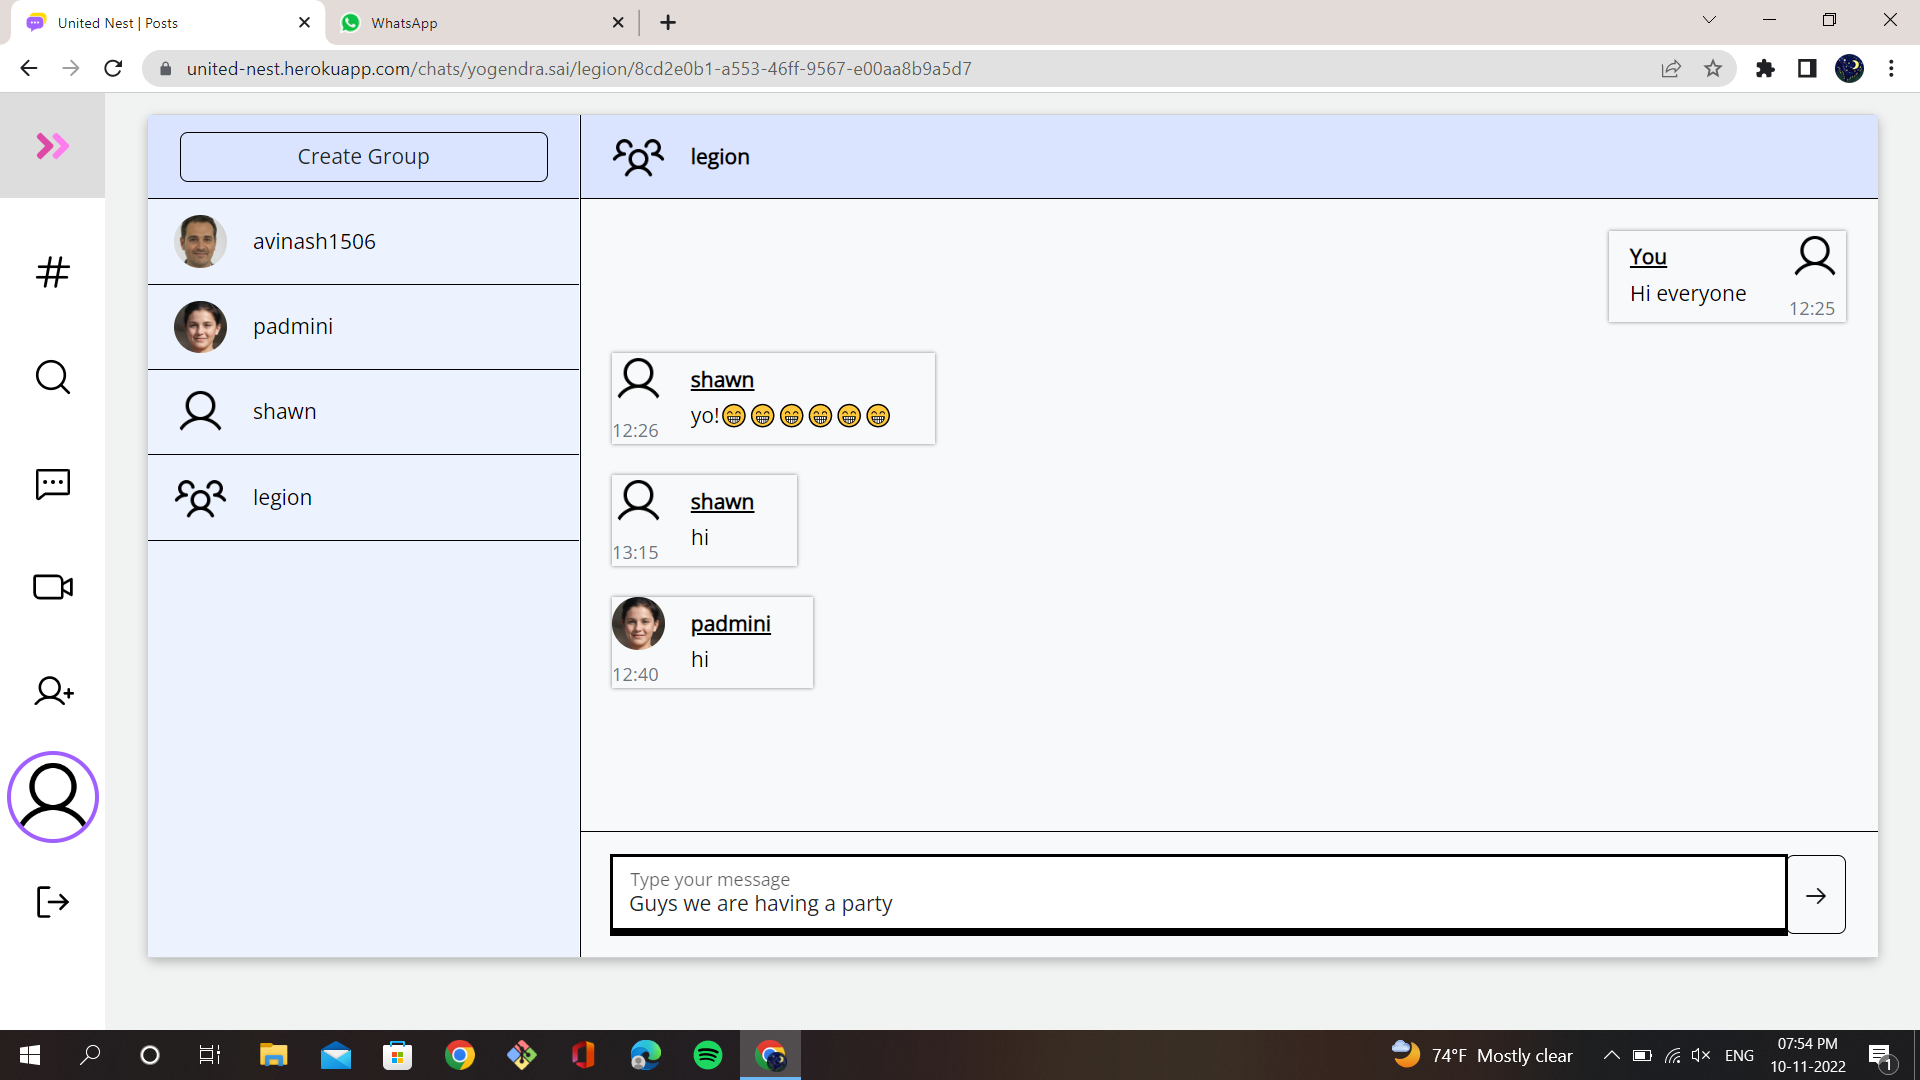 United Nest | Posts
WhatsApp
united-nest.herokuapp.com/chats/yogendra.sai/legion/8cd2e0b1-a553-46ff-9567-e00aa8b9a5d7
Create Group
legion
avinash1506
padmini
shawn
legion
You
Hi everyone
12:25
shawn
yo!😁😁😁😁😁😁
12:26
shawn
hi
13:15
padmini
hi
12:40
Type your message
Guys we are having a party
74°F Mostly clear
ENG
07:54 PM
10-11-2022
1